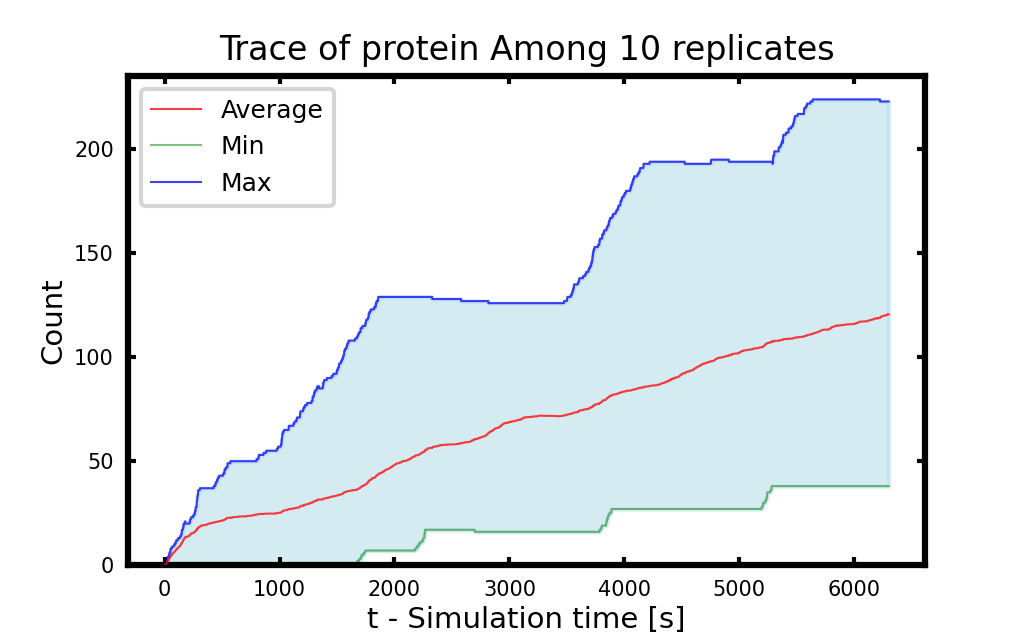 Trace of protein Among 10 replicates
Average
Min
Max
200
150
100
50
0
Count
0 1000 2000 3000 4000 5000 6000
t - Simulation time [s]